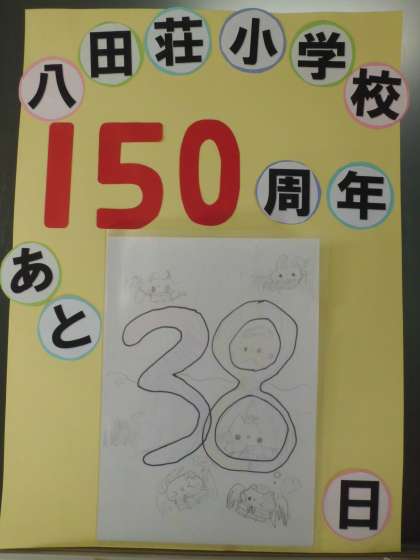 八田荘小学校
150周年
あと
38
日